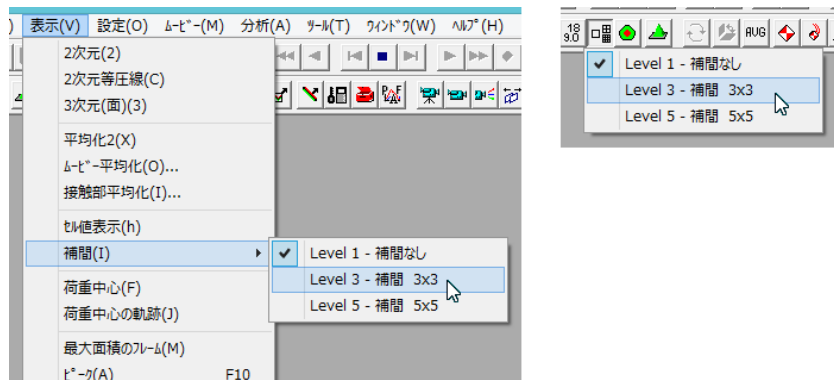 ) 表示(V) 設定(O) ﾑｰﾋﾞｰ(M) 分析(A) ﾂｰﾙ(T) ｳｨﾝﾄﾞｳ(W) ﾍﾙﾌﾟ(H)
2次元(2)
2次元等圧線(C)
3次元(面)(3)
平均化2(X)
ﾑｰﾋﾞｰ平均化(O)...
接触部平均化(I)...
ｾﾙ値表示(h)
補間(I)
荷重中心(F)
荷重中心の軌跡(J)
最大面積のﾌﾚｰﾑ(M)
ﾋﾟｰｸ(A) F10
Level 1 - 補間なし
Level 3 - 補間 3x3
Level 5 - 補間 5x5
18
9.0
AVG
Level 1 - 補間なし
Level 3 - 補間 3x3
Level 5 - 補間 5x5